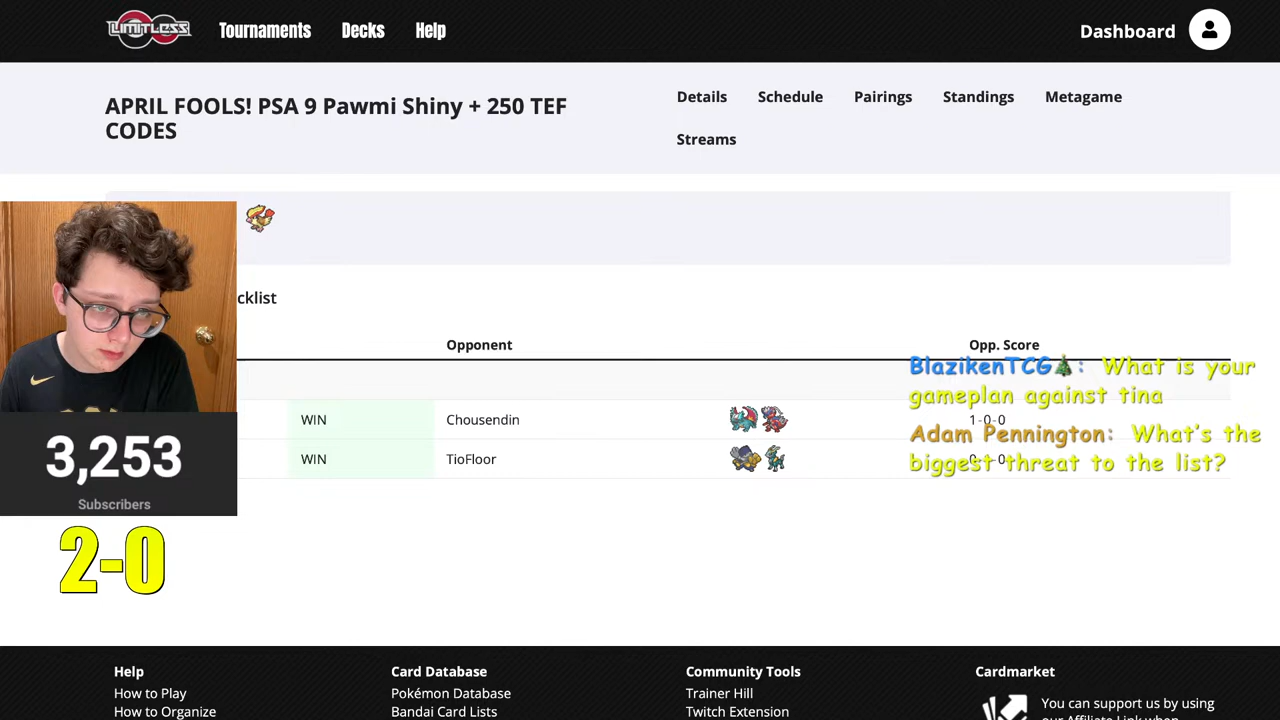 LIMITLESS
Tournaments
Decks
Help
Dashboard
APRIL FOOLS! PSA 9 Pawmi Shiny + 250 TEF
CODES
Details
Schedule
Pairings
Standings
Metagame
Streams
cklist
Opponent
Opp. Score
BlazikenTCG🎄: What is your
gameplan against tina
WIN
Chousendin
1-0-0
Adam Pennington: What's the
biggest threat to the list?
WIN
TioFloor
3,253
Subscribers
2-0
Help
Card Database
Community Tools
Cardmarket
How to Play
Pokémon Database
Trainer Hill
You can support us by using
How to Organize
Bandai Card Lists
Twitch Extension
our Affiliate Link when